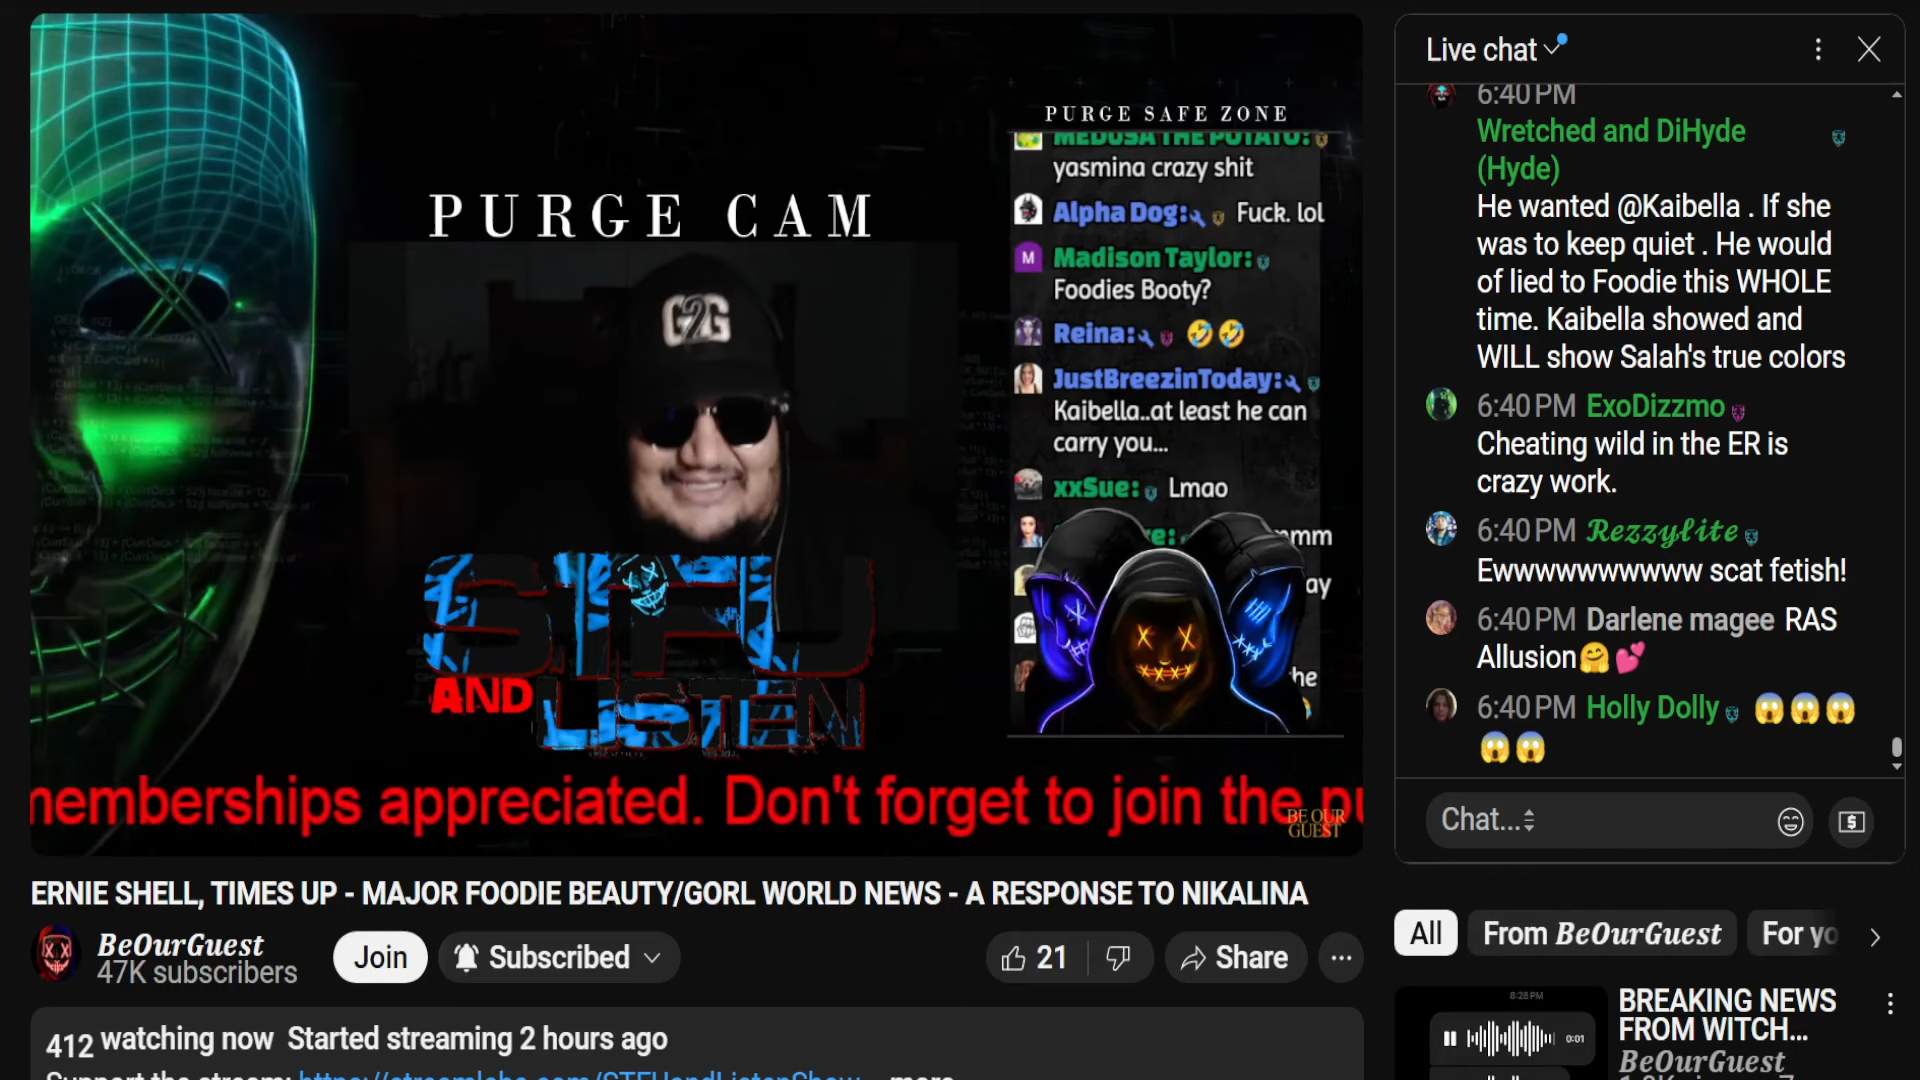 PURGE CAM
G2G
STFU
AND LISTEN
memberships appreciated. Don't forget to join the
BE OUR
GUEST
PURGE SAFE ZONE
MEDUSA THE POTATO:
yasmina crazy shit
Alpha Dog: Fuck. lol
M Madison Taylor:
Foodies Booty?
Reina: 🤣🤣
JustBreezinToday:
Kaibella..at least he can
carry you...
xxSue: Lmao
Live chat
6:40 PM
Wretched and DiHyde
(Hyde)
He wanted @Kaibella . If she
was to keep quiet . He would
of lied to Foodie this WHOLE
time. Kaibella showed and
WILL show Salah's true colors
6:40 PM ExoDizzmo
Cheating wild in the ER is
crazy work.
6:40 PM Rezzylite
Ewwwwwwwwww scat fetish!
6:40 PM Darlene magee RAS
Allusion🤗💕
6:40 PM Holly Dolly 😱😱😱
😱😱
Chat...
ERNIE SHELL, TIMES UP - MAJOR FOODIE BEAUTY/GORL WORLD NEWS - A RESPONSE TO NIKALINA
BeOurGuest
47K subscribers
Join
Subscribed
21
Share
412 watching now Started streaming 2 hours ago
Support the stream: https://streamlabs.com/STFUandListenShow ...more
All
From BeOurGuest
For yo
8:28 PM
0:01
BREAKING NEWS
FROM WITCH...
BeOurGuest